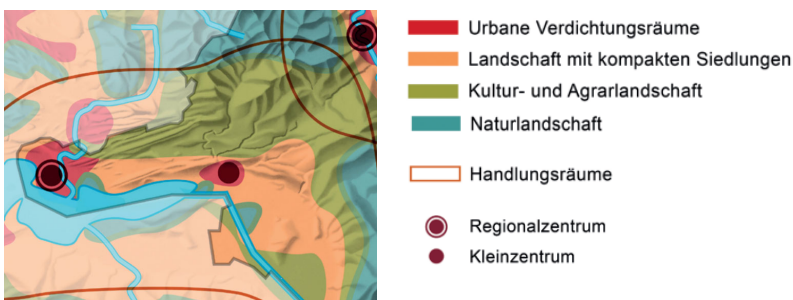 Urbane Verdichtungsräume
Landschaft mit kompakten Siedlungen
Kultur- und Agrarlandschaft
Naturlandschaft
Handlungsräume
Regionalzentrum
Kleinzentrum